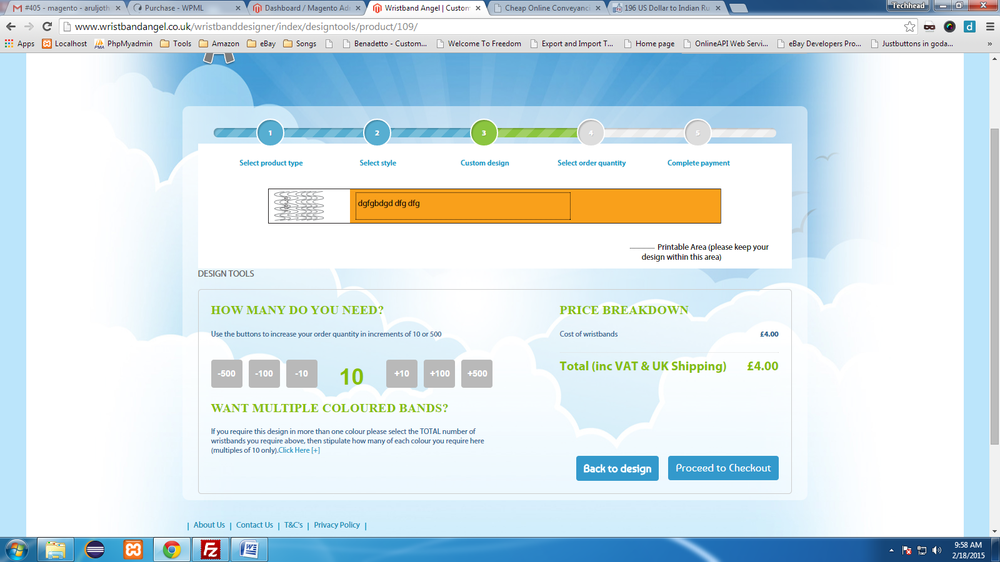 #405 - magento - aruljoth
Purchase - WPML
Dashboard / Magento Adm
Wristband Angel | Custom
Cheap Online Conveyanci
196 US Dollar to Indian Ru
Techhead
www.wristbandangel.co.uk/wristbanddesigner/index/designtools/product/109/
Apps
Localhost
PhpMyadmin
Tools
Amazon
eBay
Songs
Benadetto - Custom...
Welcome To Freedom
Export and Import T...
Home page
OnlineAPI Web Servi...
eBay Developers Pro...
Justbuttons in goda...
»
1
2
3
4
5
Select product type
Select style
Custom design
Select order quantity
Complete payment
dgfgbdgd dfg dfg
Printable Area (please keep your
design within this area)
DESIGN TOOLS
HOW MANY DO YOU NEED?
Use the buttons to increase your order quantity in increments of 10 or 500
-500
-100
-10
10
+10
+100
+500
WANT MULTIPLE COLOURED BANDS?
If you require this design in more than one colour please select the TOTAL number of
wristbands you require above, then stipulate how many of each colour you require here
(multiples of 10 only).Click Here [+]
PRICE BREAKDOWN
Cost of wristbands £4.00
Total (inc VAT & UK Shipping) £4.00
Back to design
Proceed to Checkout
| About Us | Contact Us | T&C's | Privacy Policy |
9:58 AM
2/18/2015